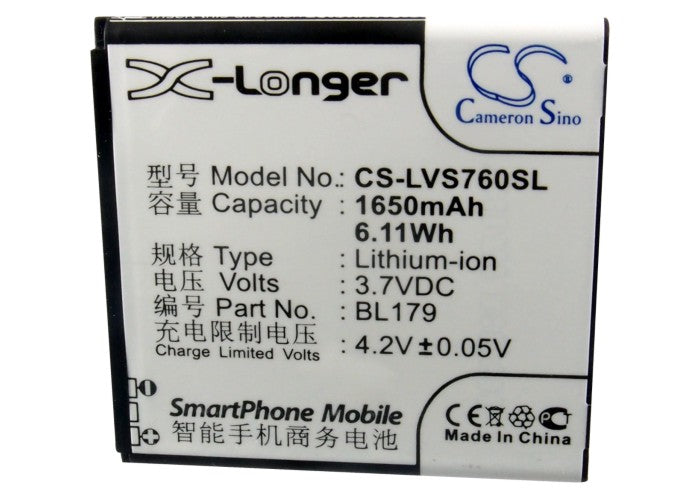 X-Longer
CS
Cameron Sino
型号 Model No.: CS-LVS760SL
容量 Capacity : 1650mAh
6.11Wh
规格 Type : Lithium-ion
电压 Volts : 3.7VDC
编号 Part No. : BL179
充电限制电压 : 4.2V±0.05V
Charge Limited Volts
SmartPhone Mobile
智能手机商务电池
CE FC
Made In China